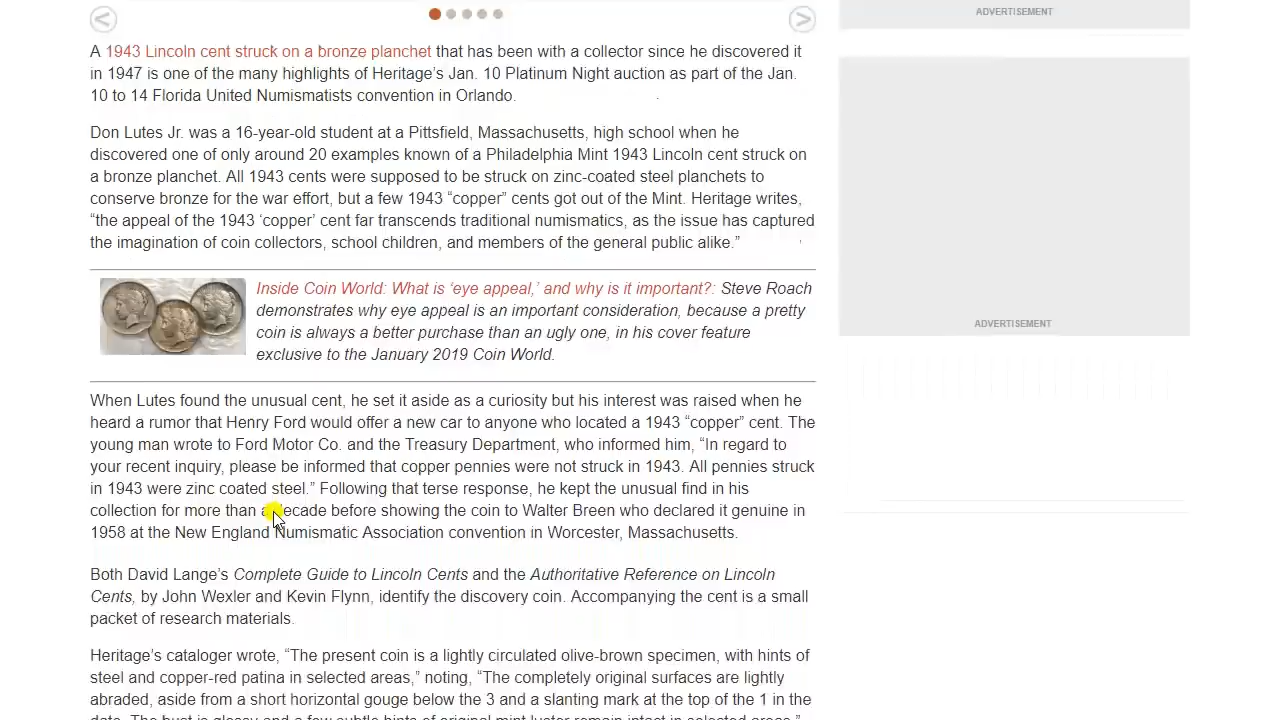 ADVERTISEMENT
A 1943 Lincoln cent struck on a bronze planchet that has been with a collector since he discovered it
in 1947 is one of the many highlights of Heritage’s Jan. 10 Platinum Night auction as part of the Jan.
10 to 14 Florida United Numismatists convention in Orlando.
Don Lutes Jr. was a 16-year-old student at a Pittsfield, Massachusetts, high school when he
discovered one of only around 20 examples known of a Philadelphia Mint 1943 Lincoln cent struck on
a bronze planchet. All 1943 cents were supposed to be struck on zinc-coated steel planchets to
conserve bronze for the war effort, but a few 1943 “copper” cents got out of the Mint. Heritage writes,
“the appeal of the 1943 ‘copper’ cent far transcends traditional numismatics, as the issue has captured
the imagination of coin collectors, school children, and members of the general public alike.”
Inside Coin World: What is ‘eye appeal,’ and why is it important?: Steve Roach
demonstrates why eye appeal is an important consideration, because a pretty
coin is always a better purchase than an ugly one, in his cover feature
exclusive to the January 2019 Coin World.
ADVERTISEMENT
When Lutes found the unusual cent, he set it aside as a curiosity but his interest was raised when he
heard a rumor that Henry Ford would offer a new car to anyone who located a 1943 “copper” cent. The
young man wrote to Ford Motor Co. and the Treasury Department, who informed him, “In regard to
your recent inquiry, please be informed that copper pennies were not struck in 1943. All pennies struck
in 1943 were zinc coated steel.” Following that terse response, he kept the unusual find in his
collection for more than a decade before showing the coin to Walter Breen who declared it genuine in
1958 at the New England Numismatic Association convention in Worcester, Massachusetts.
Both David Lange’s Complete Guide to Lincoln Cents and the Authoritative Reference on Lincoln
Cents, by John Wexler and Kevin Flynn, identify the discovery coin. Accompanying the cent is a small
packet of research materials.
Heritage’s cataloger wrote, “The present coin is a lightly circulated olive-brown specimen, with hints of
steel and copper-red patina in selected areas,” noting, “The completely original surfaces are lightly
abraded, aside from a short horizontal gouge below the 3 and a slanting mark at the top of the 1 in the
date. The bust is glossy and a few subtle hints of original mint luster remain intact in selected areas.”